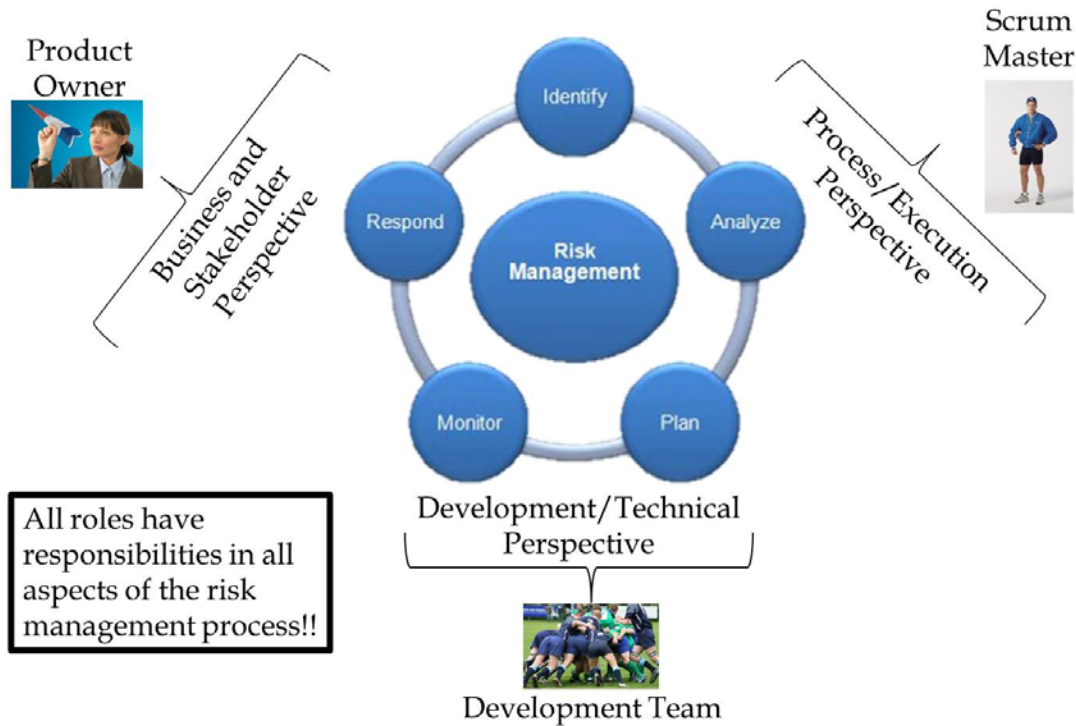 Product
Owner
Business and
Stakeholder
Perspective
Identify
Respond
Analyze
Risk
Management
Monitor
Plan
Scrum
Master
Process/Execution
Perspective
Development/Technical
Perspective
Development Team
All roles have
responsibilities in all
aspects of the risk
management process!!